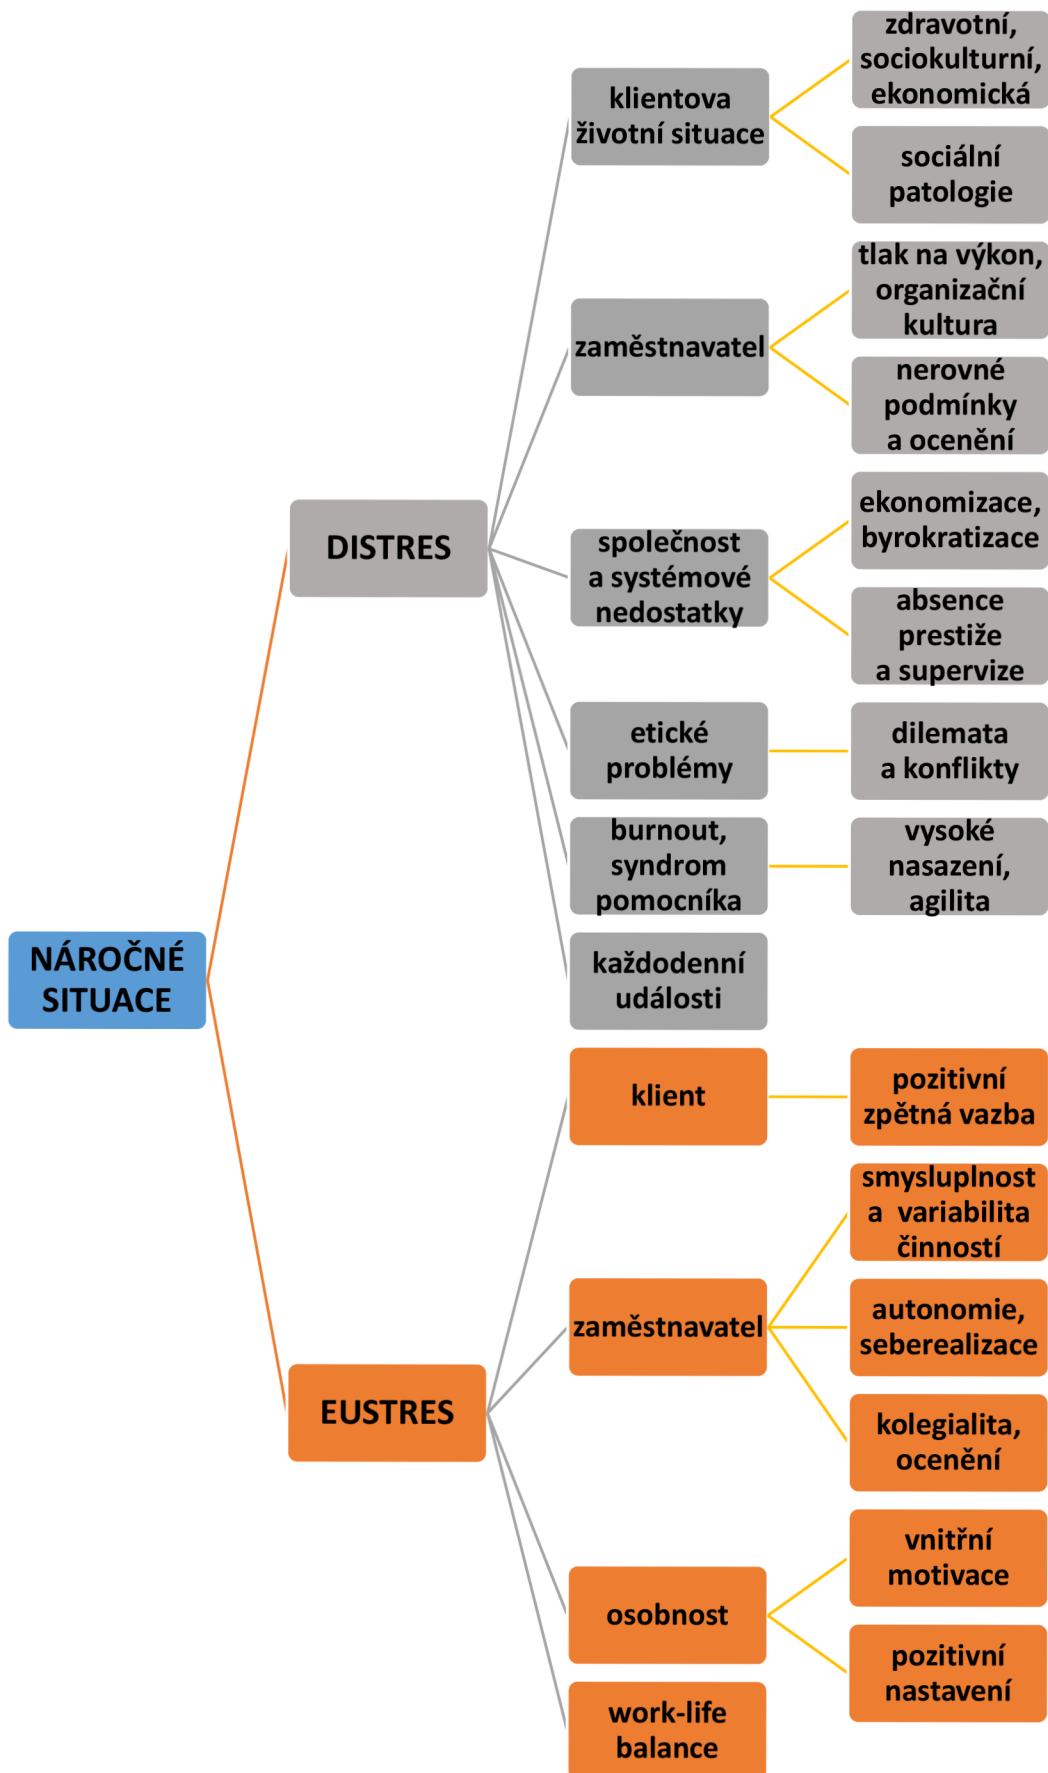 zdravotní,
sociokulturní,
ekonomická
klientova
životní situace
sociální
patologie
tlak na výkon,
organizační
kultura
zaměstnavatel
nerovné
podmínky
a ocenění
DISTRES
ekonomizace,
byrokratizace
společnost
a systémové
nedostatky
absence
prestiže
a supervize
etické
problémy
dilemata
a konflikty
burnout,
syndrom
pomocníka
vysoké
nasazení,
agilita
NÁROČNÉ
SITUACE
každodenní
události
klient
pozitivní
zpětná vazba
smysluplnost
a variabilita
činností
zaměstnavatel
autonomie,
seberealizace
EUSTRES
kolegialita,
ocenění
vnitřní
motivace
osobnost
pozitivní
nastavení
work-life
balance